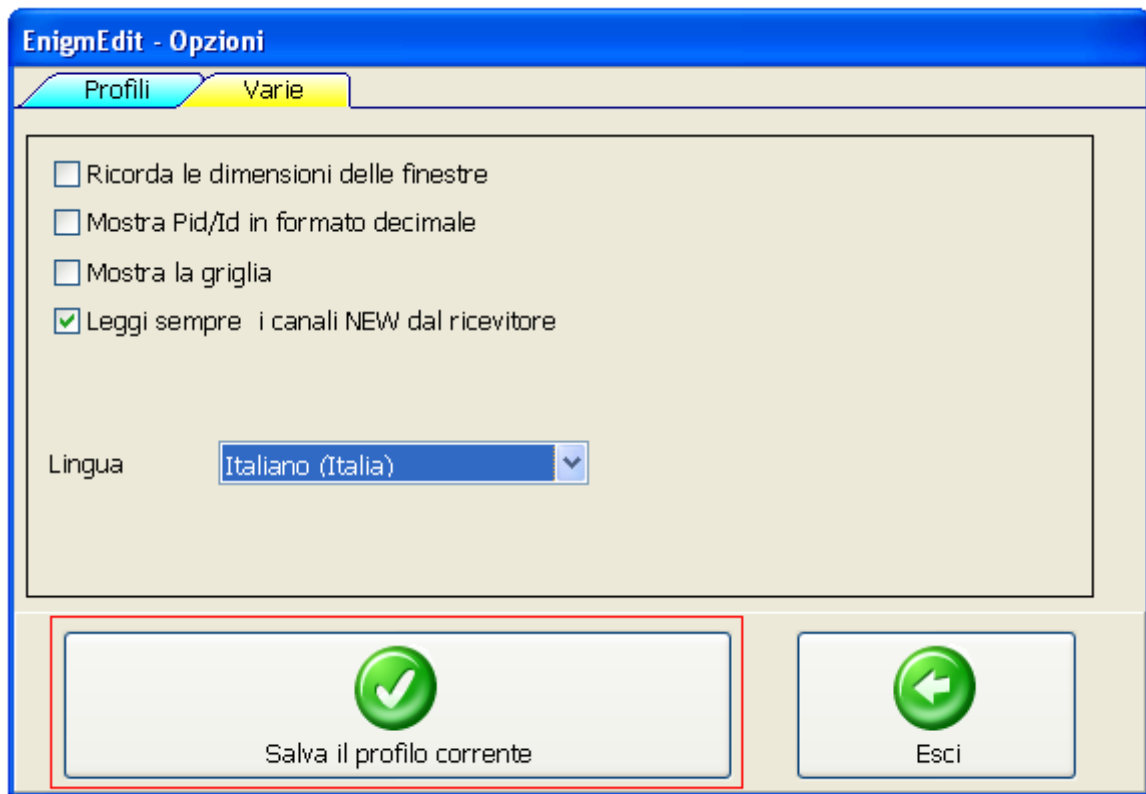 EnigmEdit - Opzioni
Profili Varie
Ricorda le dimensioni delle finestre
Mostra Pid/Id in formato decimale
Mostra la griglia
Leggi sempre  i canali NEW dal ricevitore
Lingua Italiano (Italia)
Salva il profilo corrente Esci